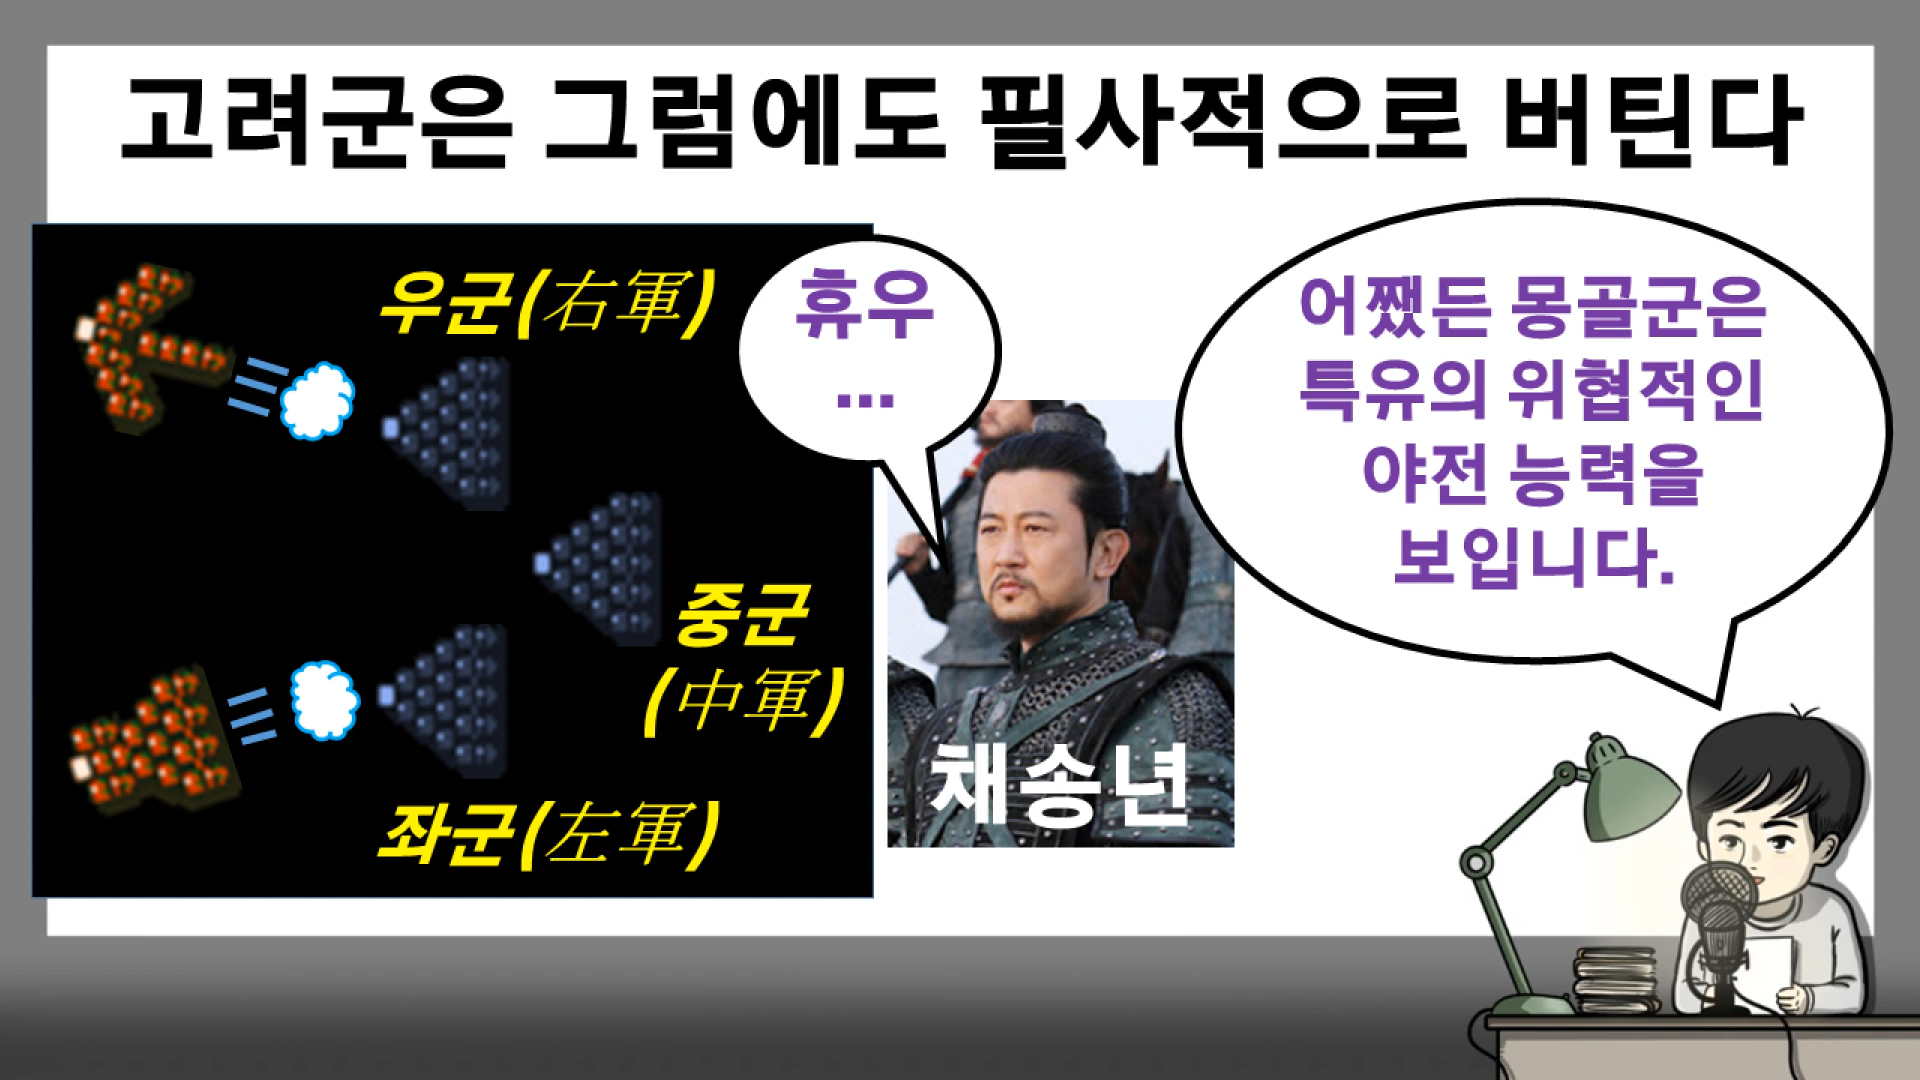 고려군은 그럼에도 필사적으로 버틴다
우군(右軍)
휴우
...
어쨌든 몽골군은
특유의 위협적인
야전 능력을
보입니다.
중군
(中軍)
채송년
좌군(左軍)